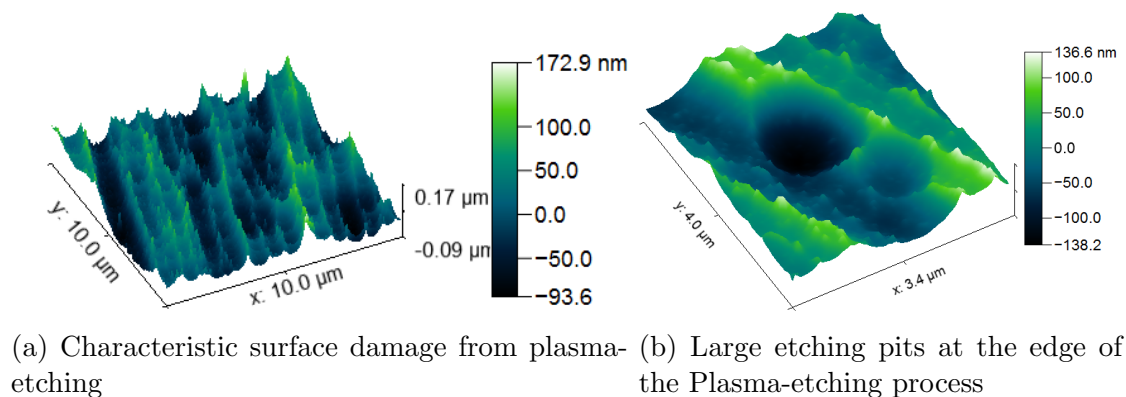 172.9 nm
100.0
50.0
0.0
−50.0
−93.6
0.17 μm
-0.09 μm
y: 10.0 μm
x: 10.0 μm
136.6 nm
100.0
50.0
0.0
−50.0
−100.0
−138.2
y: 4.0 μm
x: 3.4 μm
(a) Characteristic surface damage from plasma-
etching
(b) Large etching pits at the edge of
the Plasma-etching process